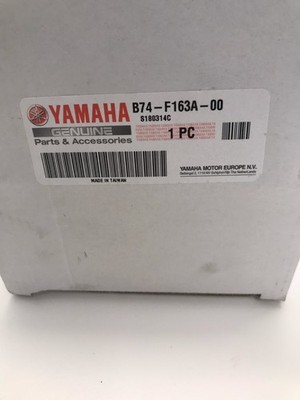 YAMAHA B74-F163A-00
GENUINE S180314C
Parts & Accessories 1 PC
YAMAHA MOTOR EUROPE N.V.
MADE IN TAIWAN